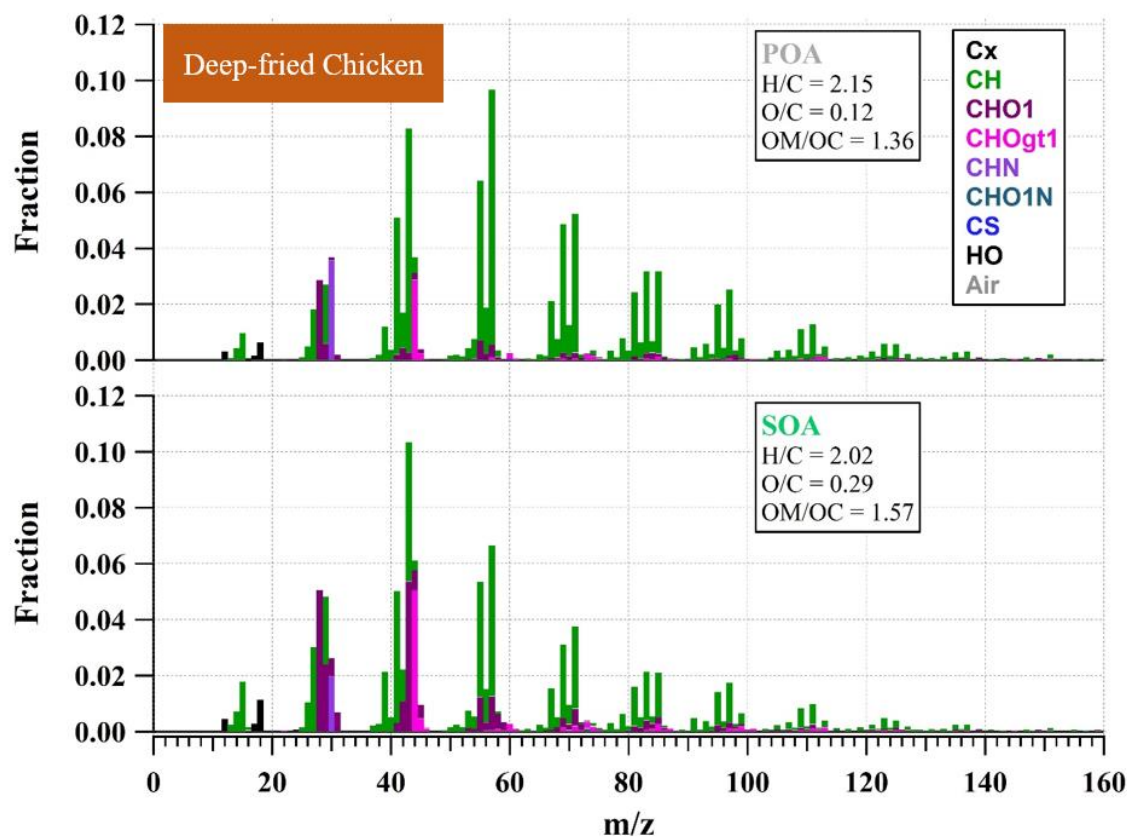 Deep-fried Chicken
POA
H/C = 2.15
O/C = 0.12
OM/OC = 1.36
Cx
CH
CHO1
CHOgt1
CHN
CHO1N
CS
HO
Air
Fraction
0.12
0.10
0.08
0.06
0.04
0.02
0.00
SOA
H/C = 2.02
O/C = 0.29
OM/OC = 1.57
Fraction
0.12
0.10
0.08
0.06
0.04
0.02
0.00
0 20 40 60 80 100 120 140 160
m/z